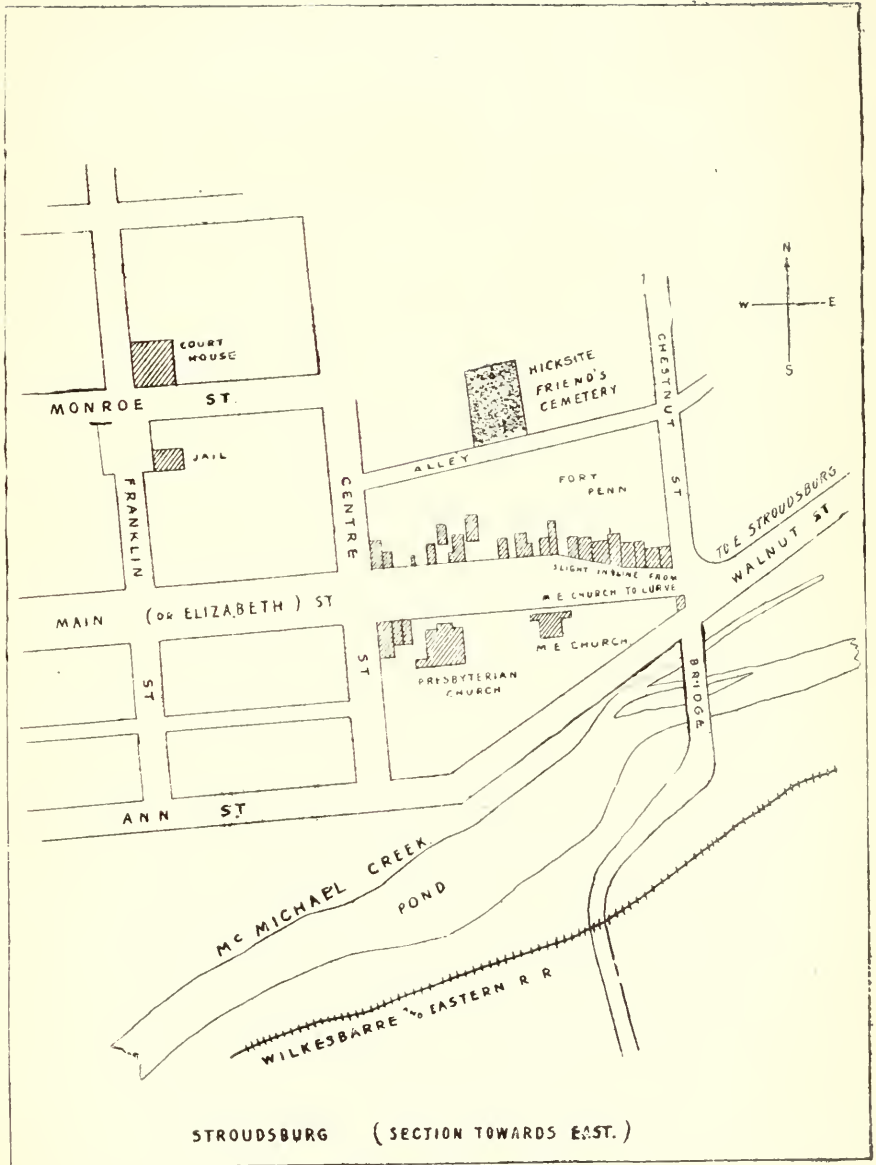 N
W
E
S
COURT
HOUSE
HICKSITE
FRIEND'S
CEMETERY
CHESTNUT
ST
MONROE ST.
JAIL
ALLEY
FORT
PENN
FRANKLIN
ST
CENTRE
ST
TO E STROUDSBURG
WALNUT ST
SLIGHT INCLINE FROM
M E CHURCH TO CURVE
MAIN (OR ELIZABETH) ST
M E CHURCH
PRESBYTERIAN
CHURCH
BRIDGE
ANN ST
MC MICHAEL CREEK
POND
WILKESBARRE AND EASTERN R R
STROUDSBURG (SECTION TOWARDS EAST.)